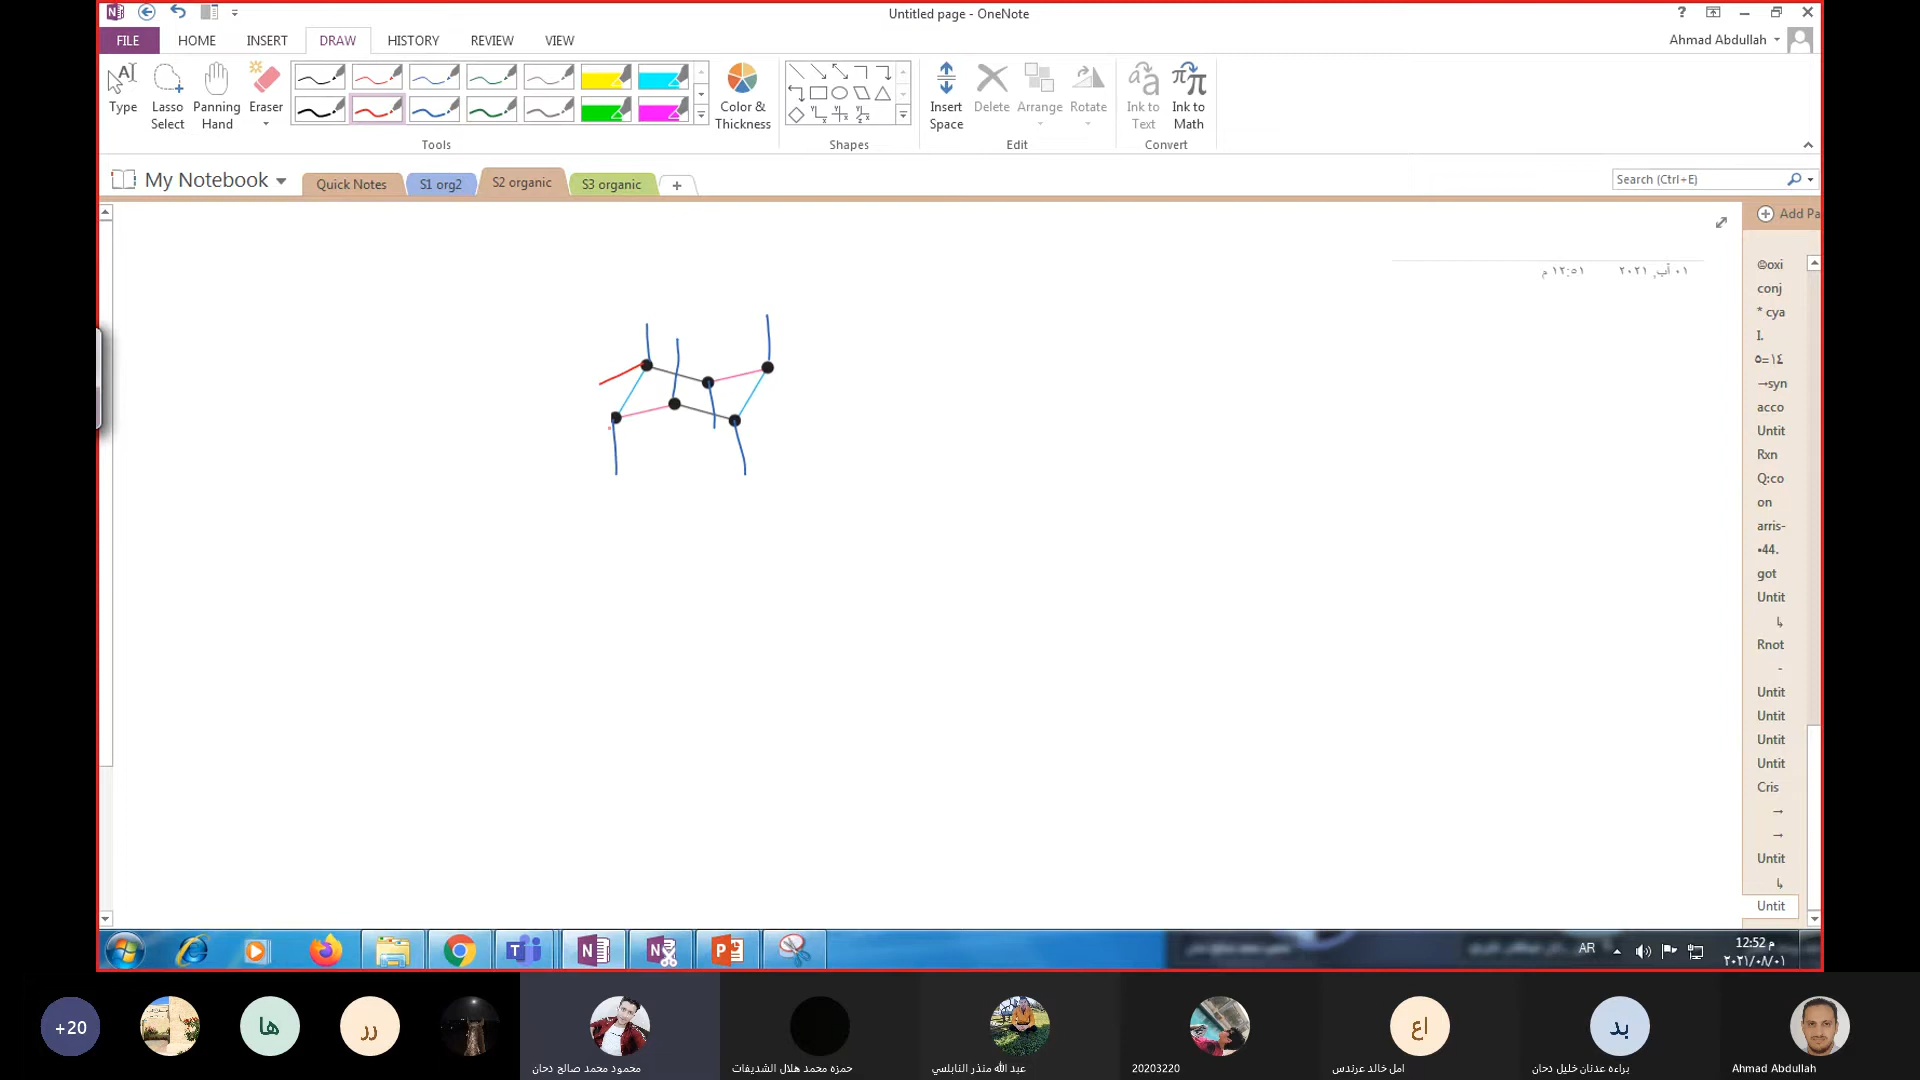 Untitled page - OneNote
?
FILE
HOME
INSERT
DRAW
HISTORY
REVIEW
VIEW
Ahmad Abdullah
Type
Lasso Select
Panning Hand
Eraser
Color & Thickness
Insert Space
Delete
Arrange
Rotate
Ink to Text
Ink to Math
Tools
Shapes
Edit
Convert
My Notebook
Quick Notes
S1 org2
S2 organic
S3 organic
Search (Ctrl+E)
Add Pa
٠١ آب, ٢٠٢١ ١٢:٥١ م
conj
* cya
I.
٥=١٤
→syn
acco
Untit
Rxn
Q:co
on
arris-
•44.
got
Untit
↳
Rnot
-
Untit
Untit
Untit
Untit
Cris
→
→
Untit
↳
Untit
AR
12:52 م
٢٠٢١/٠٨/٠١
+20
ها
رر
محمود محمد صالح دحان
حمزه محمد هلال الشديفات
عبد الله منذر النابلسي
20203220
اع
امل خالد عرندس
بد
براءه عدنان خليل دحان
Ahmad Abdullah